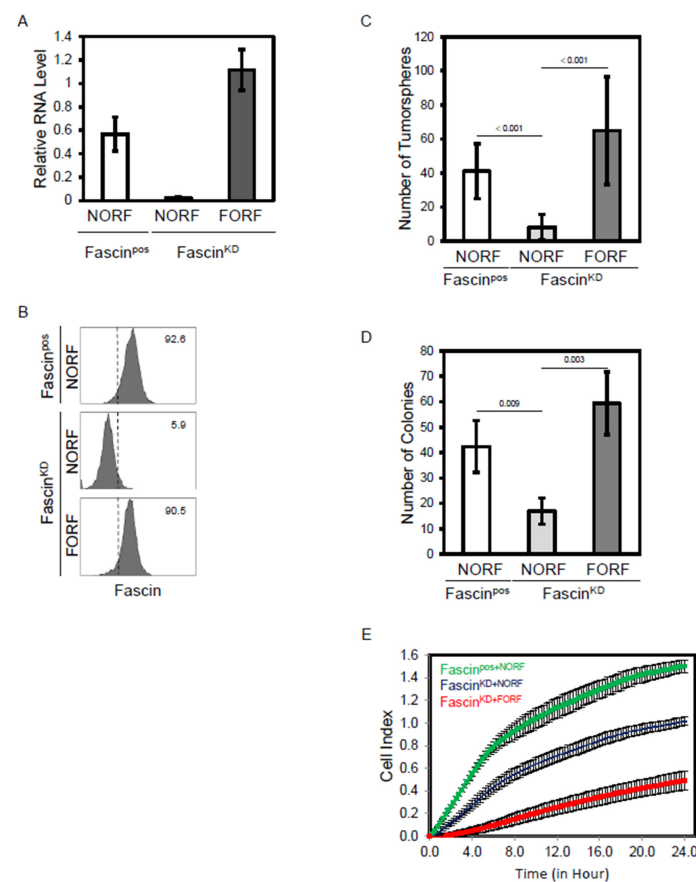 A
Relative RNA Level
1.4
1.2
1
0.8
0.6
0.4
0.2
0
NORF NORF FORF
Fascinpos FascinKD
B
Fascinpos
NORF
92.6
FascinKD
NORF
5.9
FORF
90.5
Fascin
C
Number of Tumorspheres
120
100
80
60
40
20
0
< 0.001
< 0.001
NORF NORF FORF
Fascinpos FascinKD
D
Number of Colonies
80
70
60
50
40
30
20
10
0
0.003
0.009
NORF NORF FORF
Fascinpos FascinKD
E
Cell Index
1.6
1.4
1.2
1.0
0.8
0.6
0.4
0.2
0.0
Fascinpos+NORF
FascinKD+NORF
FascinKD+FORF
0.0 4.0 8.0 12.0 16.0 20.0 24.0
Time (in Hour)